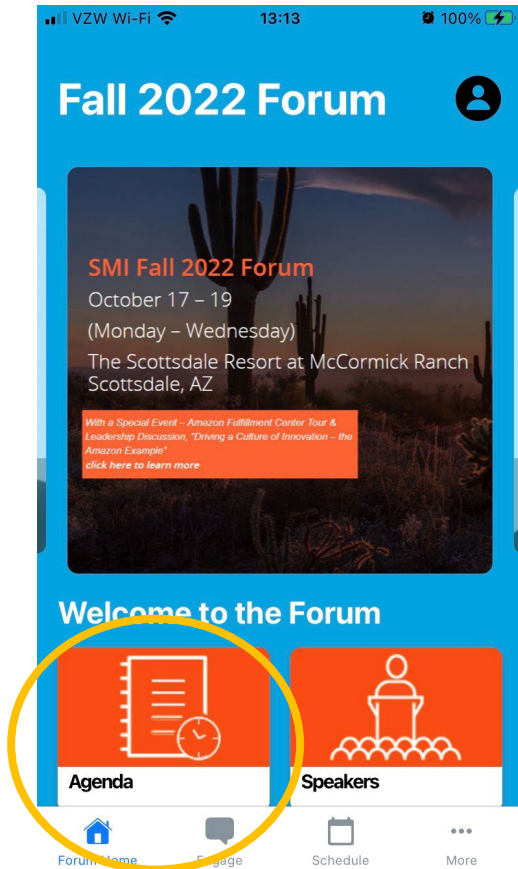 VZW Wi-Fi 13:13 100%
Fall 2022 Forum
SMI Fall 2022 Forum
October 17 – 19
(Monday – Wednesday)
The Scottsdale Resort at McCormick Ranch
Scottsdale, AZ
With a Special Event – Amazon Fulfillment Center Tour &
Leadership Discussion, "Driving a Culture of Innovation – the
Amazon Example"
click here to learn more
Welcome to the Forum
Agenda Speakers
Forum Home Engage Schedule More